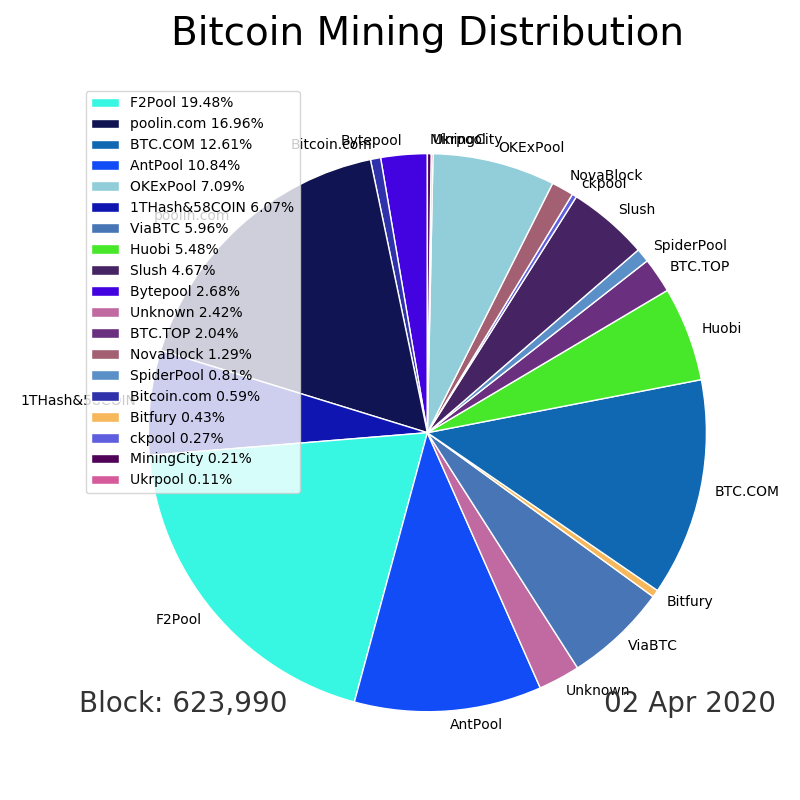 Bitcoin Mining Distribution
F2Pool 19.48%
poolin.com 16.96%
BTC.COM 12.61%
AntPool 10.84%
OKExPool 7.09%
1THash&58COIN 6.07%
ViaBTC 5.96%
Huobi 5.48%
Slush 4.67%
Bytepool 2.68%
Unknown 2.42%
BTC.TOP 2.04%
NovaBlock 1.29%
SpiderPool 0.81%
Bitcoin.com 0.59%
Bitfury 0.43%
ckpool 0.27%
MiningCity 0.21%
Ukrpool 0.11%
Bitcoin.com
Bytepool
MiningCity
Ukrpool
OKExPool
NovaBlock
ckpool
Slush
SpiderPool
BTC.TOP
Huobi
poolin.com
1THash&58COIN
BTC.COM
Bitfury
F2Pool
ViaBTC
Unknown
AntPool
Block: 623,990
02 Apr 2020